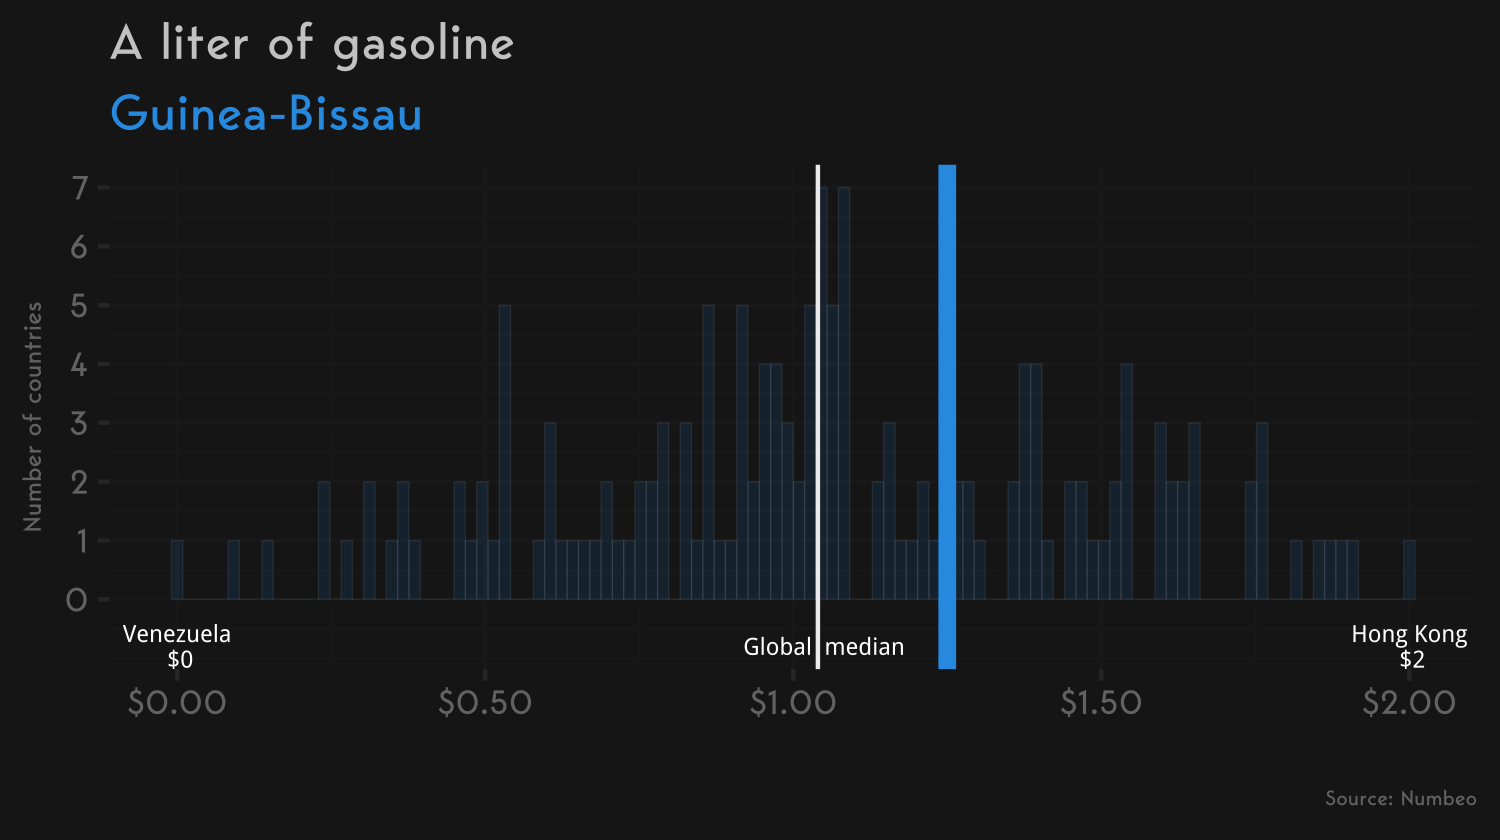 A liter of gasoline
Guinea-Bissau
Number of countries
7
6
5
4
3
2
1
0
Venezuela
$0
Global median
Hong Kong
$2
$0.00 $0.50 $1.00 $1.50 $2.00
Source: Numbeo